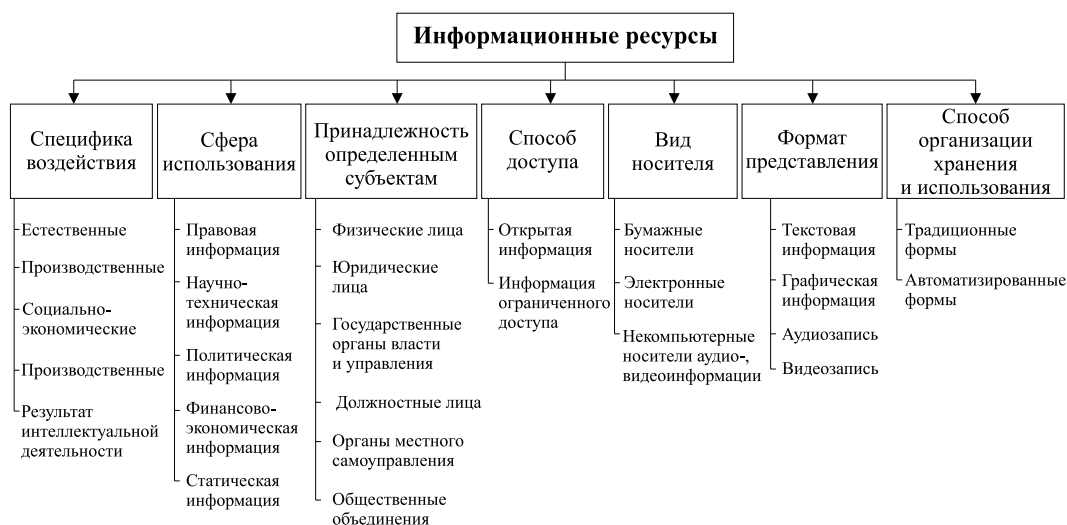 Информационные ресурсы
Специфика
воздействия
Естественные
Производственные
Социально-
экономические
Производственные
Результат
интеллектуальной
деятельности
Сфера
использования
Правовая
информация
Научно-
техническая
информация
Политическая
информация
Финансово-
экономическая
информация
Статическая
информация
Принадлежность
определенным
субъектам
Физические лица
Юридические
лица
Государственные
органы власти
и управления
Должностные лица
Органы местного
самоуправления
Общественные
объединения
Способ
доступа
Открытая
информация
Информация
ограниченного
доступа
Вид
носителя
Бумажные
носители
Электронные
носители
Некомпьютерные
носители аудио-,
видеоинформации
Формат
представления
Текстовая
информация
Графическая
информация
Аудиозапись
Видеозапись
Способ
организации
хранения
и использования
Традиционные
формы
Автоматизированные
формы